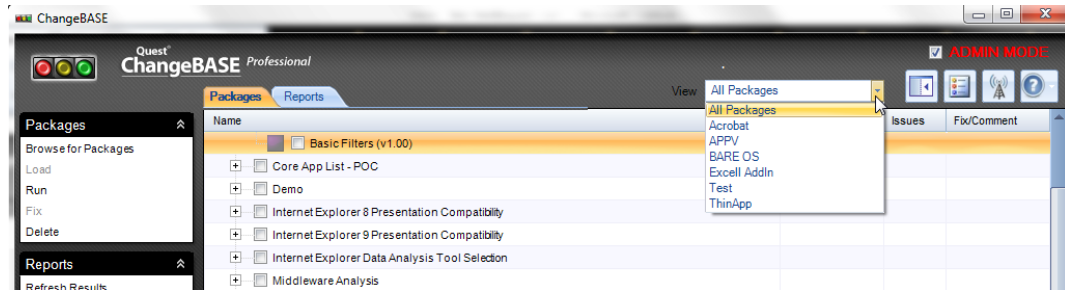 ChangeBASE
Quest®
ChangeBASE Professional
ADMIN MODE
Packages Reports
View All Packages
All Packages
Acrobat
APPV
BARE OS
Excell AddIn
Test
ThinApp
Packages
Browse for Packages
Load
Run
Fix
Delete
Reports
Refresh Results
Name Issues Fix/Comment
Basic Filters (v1.00)
Core App List - POC
Demo
Internet Explorer 8 Presentation Compatibility
Internet Explorer 9 Presentation Compatibility
Internet Explorer Data Analysis Tool Selection
Middleware Analysis